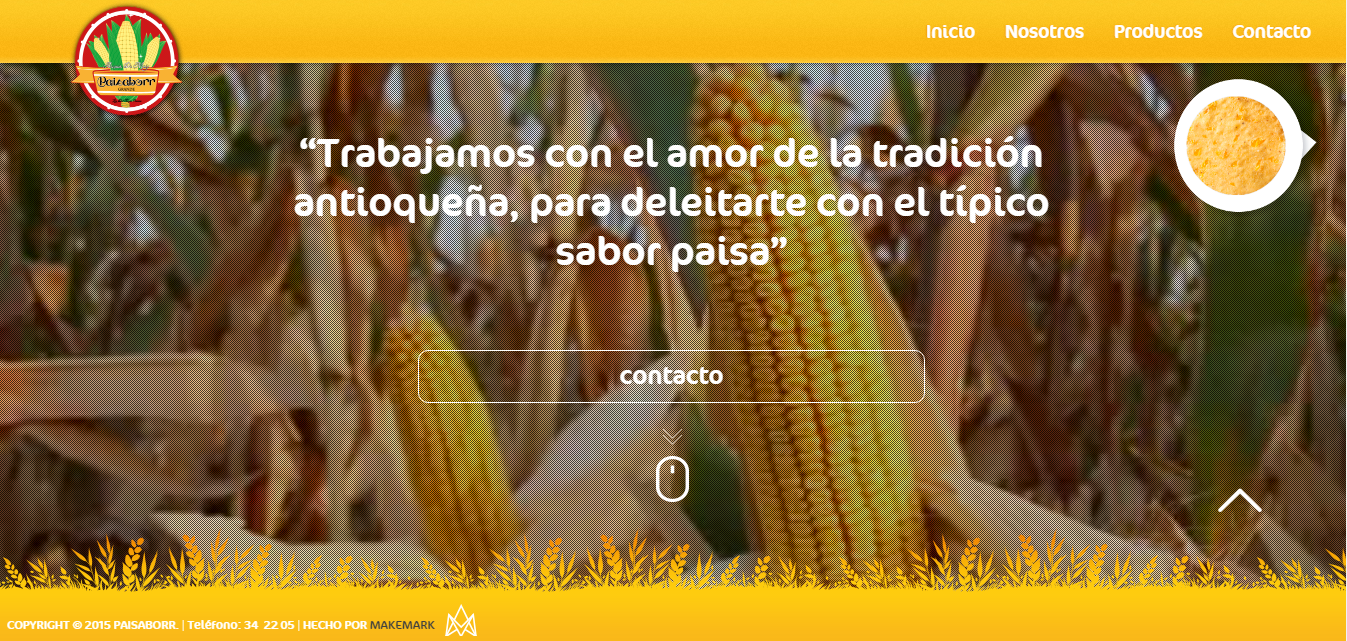 Inicio Nosotros Productos Contacto
Paisaborr
“Trabajamos con el amor de la tradición
antioqueña, para deleitarte con el típico
sabor paisa”
contacto
COPYRIGHT © 2015 PAISABORR. | Teléfono: 34 22 05 | HECHO POR MAKEMARK